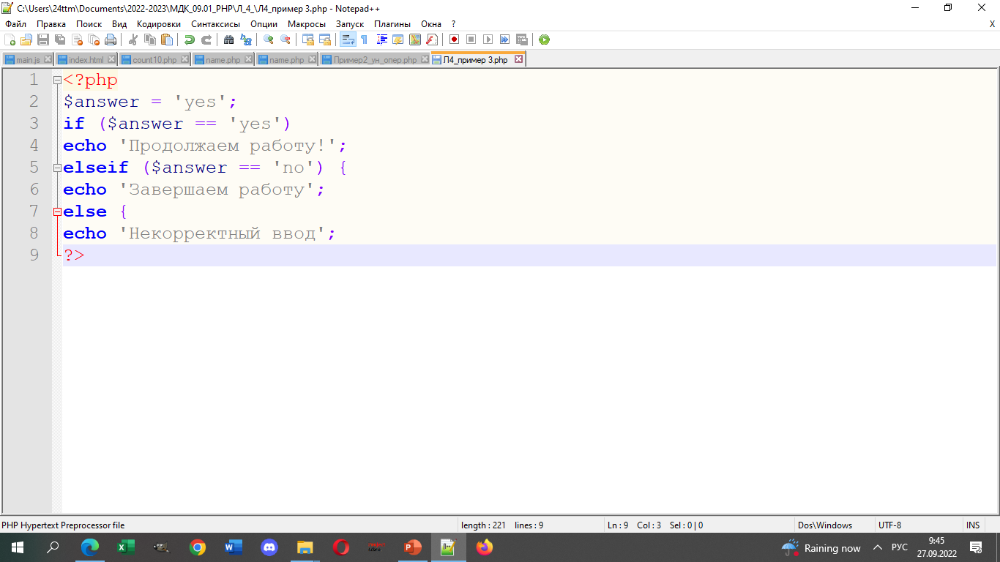 C:\Users\24ttm\Documents\2022-2023\МДК_09.01_PHP\Л_4_\Л4_пример 3.php - Notepad++
Файл Правка Поиск Вид Кодировки Синтаксисы Опции Макросы Запуск Плагины Окна ? X
main.js index.html count10.php name.php name.php Пример2_ун_опер.php Л4_пример 3.php
1 <?php
2 $answer = 'yes';
3 if ($answer == 'yes')
4 echo 'Продолжаем работу!';
5 elseif ($answer == 'no') {
6 echo 'Завершаем работу';
7 else {
8 echo 'Некорректный ввод';
9 ?>
PHP Hypertext Preprocessor file length : 221 lines : 9 Ln : 9 Col : 3 Sel : 0 | 0 Dos\Windows UTF-8 INS
Raining now РУС 9:45
27.09.2022